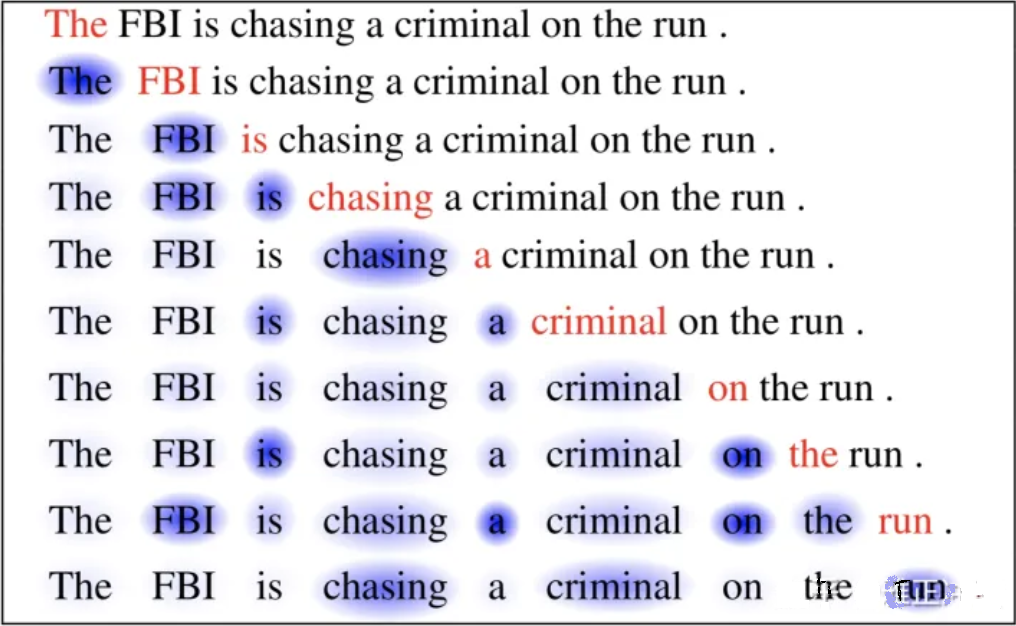 The FBI is chasing a criminal on the run .
The FBI is chasing a criminal on the run .
The FBI is chasing a criminal on the run .
The FBI is chasing a criminal on the run .
The FBI is chasing a criminal on the run .
The FBI is chasing a criminal on the run .
The FBI is chasing a criminal on the run .
The FBI is chasing a criminal on the run .
The FBI is chasing a criminal on the run .
The FBI is chasing a criminal on the run .